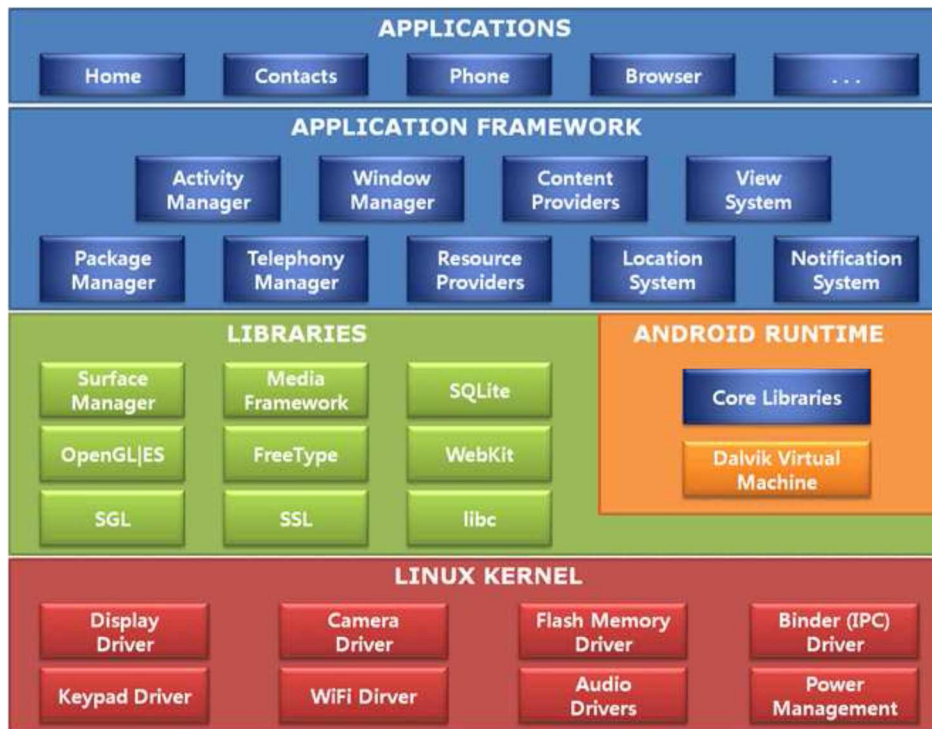 APPLICATIONS
Home
Contacts
Phone
Browser
. . .
APPLICATION FRAMEWORK
Activity
Manager
Window
Manager
Content
Providers
View
System
Package
Manager
Telephony
Manager
Resource
Providers
Location
System
Notification
System
LIBRARIES
Surface
Manager
Media
Framework
SQLite
OpenGL|ES
FreeType
WebKit
SGL
SSL
libc
ANDROID RUNTIME
Core Libraries
Dalvik Virtual
Machine
LINUX KERNEL
Display
Driver
Camera
Driver
Flash Memory
Driver
Binder (IPC)
Driver
Keypad Driver
WiFi Dirver
Audio
Drivers
Power
Management